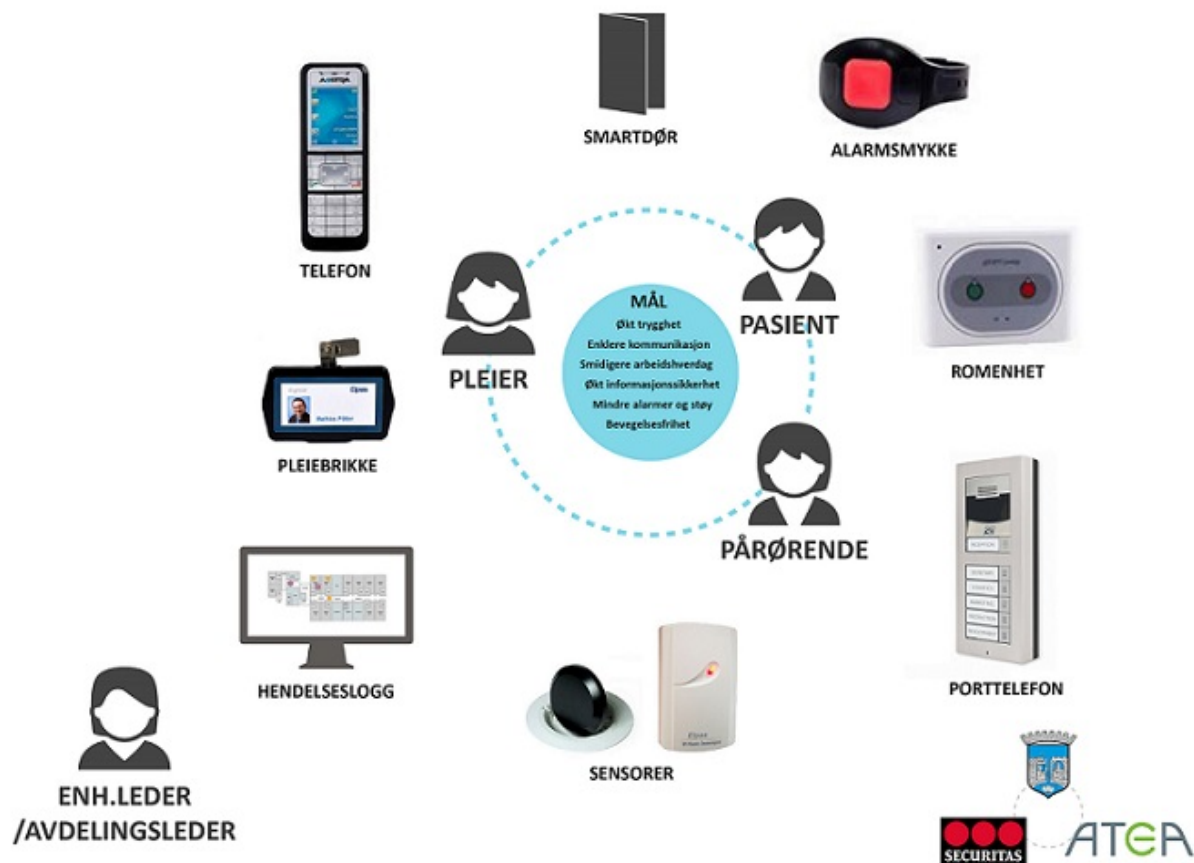 SMARTDØR
ALARMSMYKKE
TELEFON
MÅL
Økt trygghet
Enklere kommunikasjon
Smidigere arbeidshverdag
Økt informasjonssikkerhet
Mindre alarmer og støy
Bevegelsesfrihet
PLEIER
PASIENT
ROMENHET
PLEIEBRIKKE
PÅRØRENDE
HENDELSESLOGG
SENSORER
PORTTELEFON
ENH.LEDER
/AVDELINGSLEDER
SECURITAS
ATEA